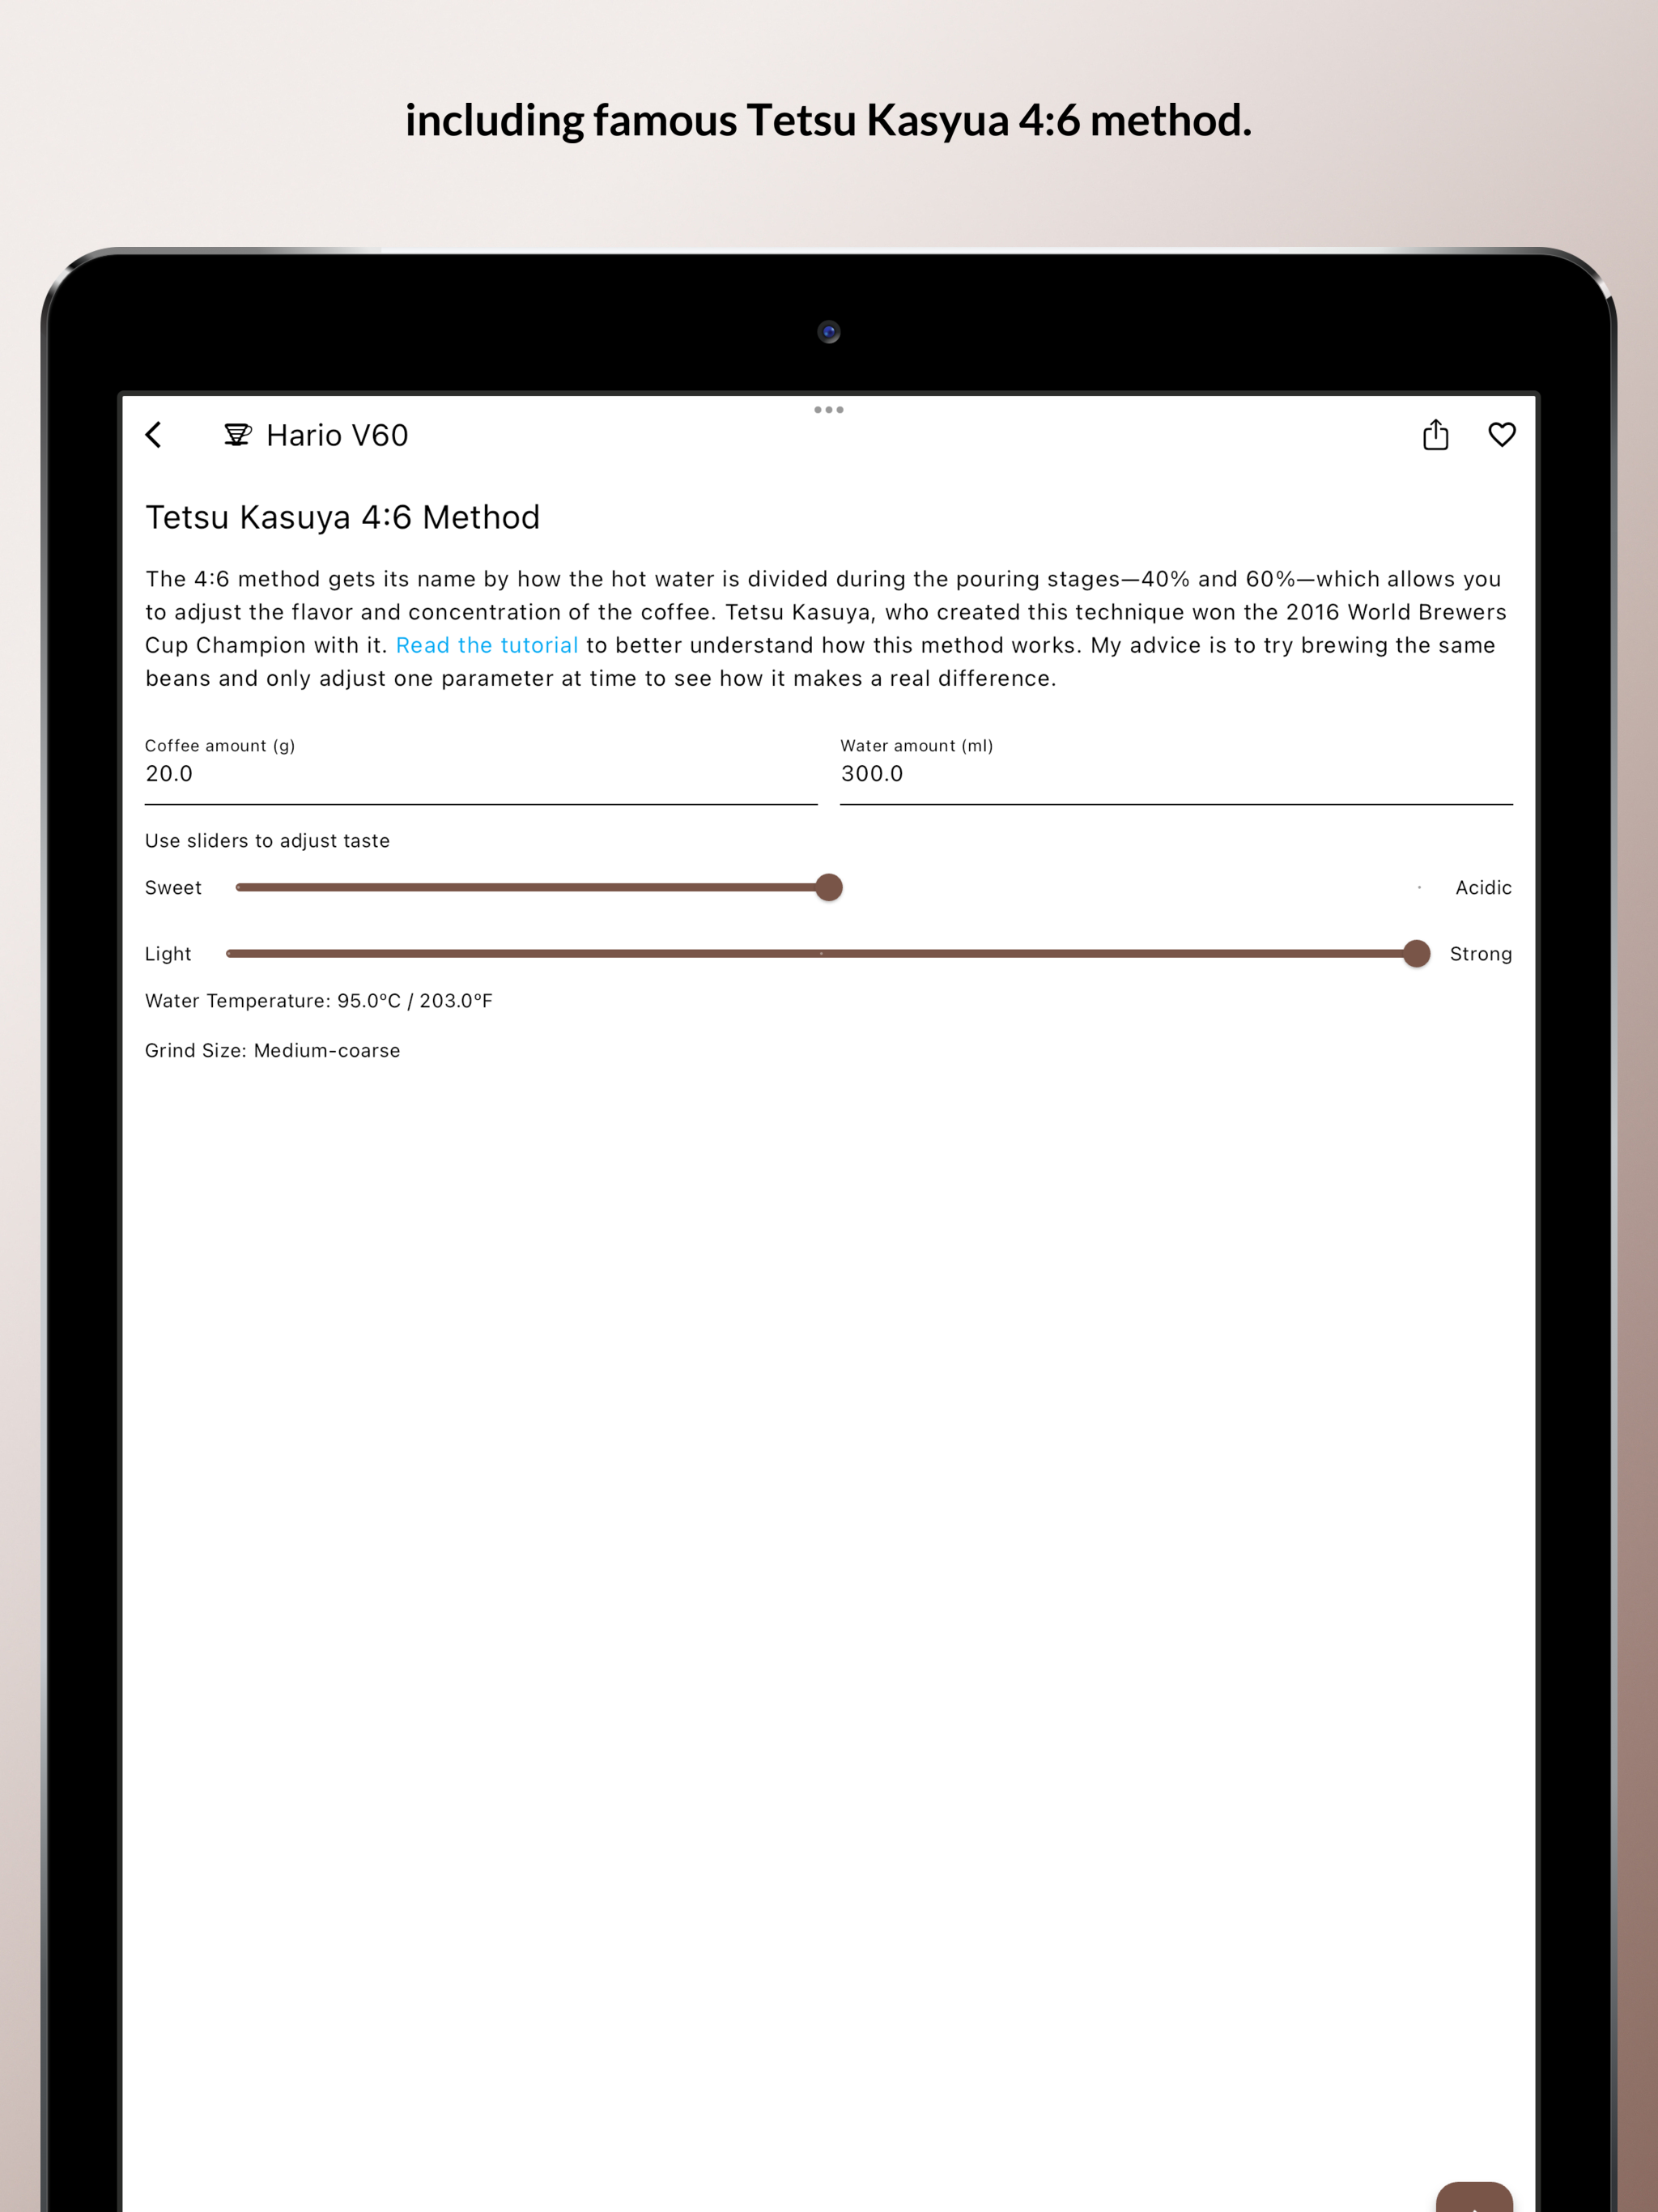 including famous Tetsu Kasyua 4:6 method.
Hario V60
Tetsu Kasuya 4:6 Method
The 4:6 method gets its name by how the hot water is divided during the pouring stages—40% and 60%—which allows you
to adjust the flavor and concentration of the coffee. Tetsu Kasuya, who created this technique won the 2016 World Brewers
Cup Champion with it. Read the tutorial to better understand how this method works. My advice is to try brewing the same
beans and only adjust one parameter at time to see how it makes a real difference.
Coffee amount (g) Water amount (ml)
20.0 300.0
Use sliders to adjust taste
Sweet Acidic
Light Strong
Water Temperature: 95.0ºC / 203.0ºF
Grind Size: Medium-coarse